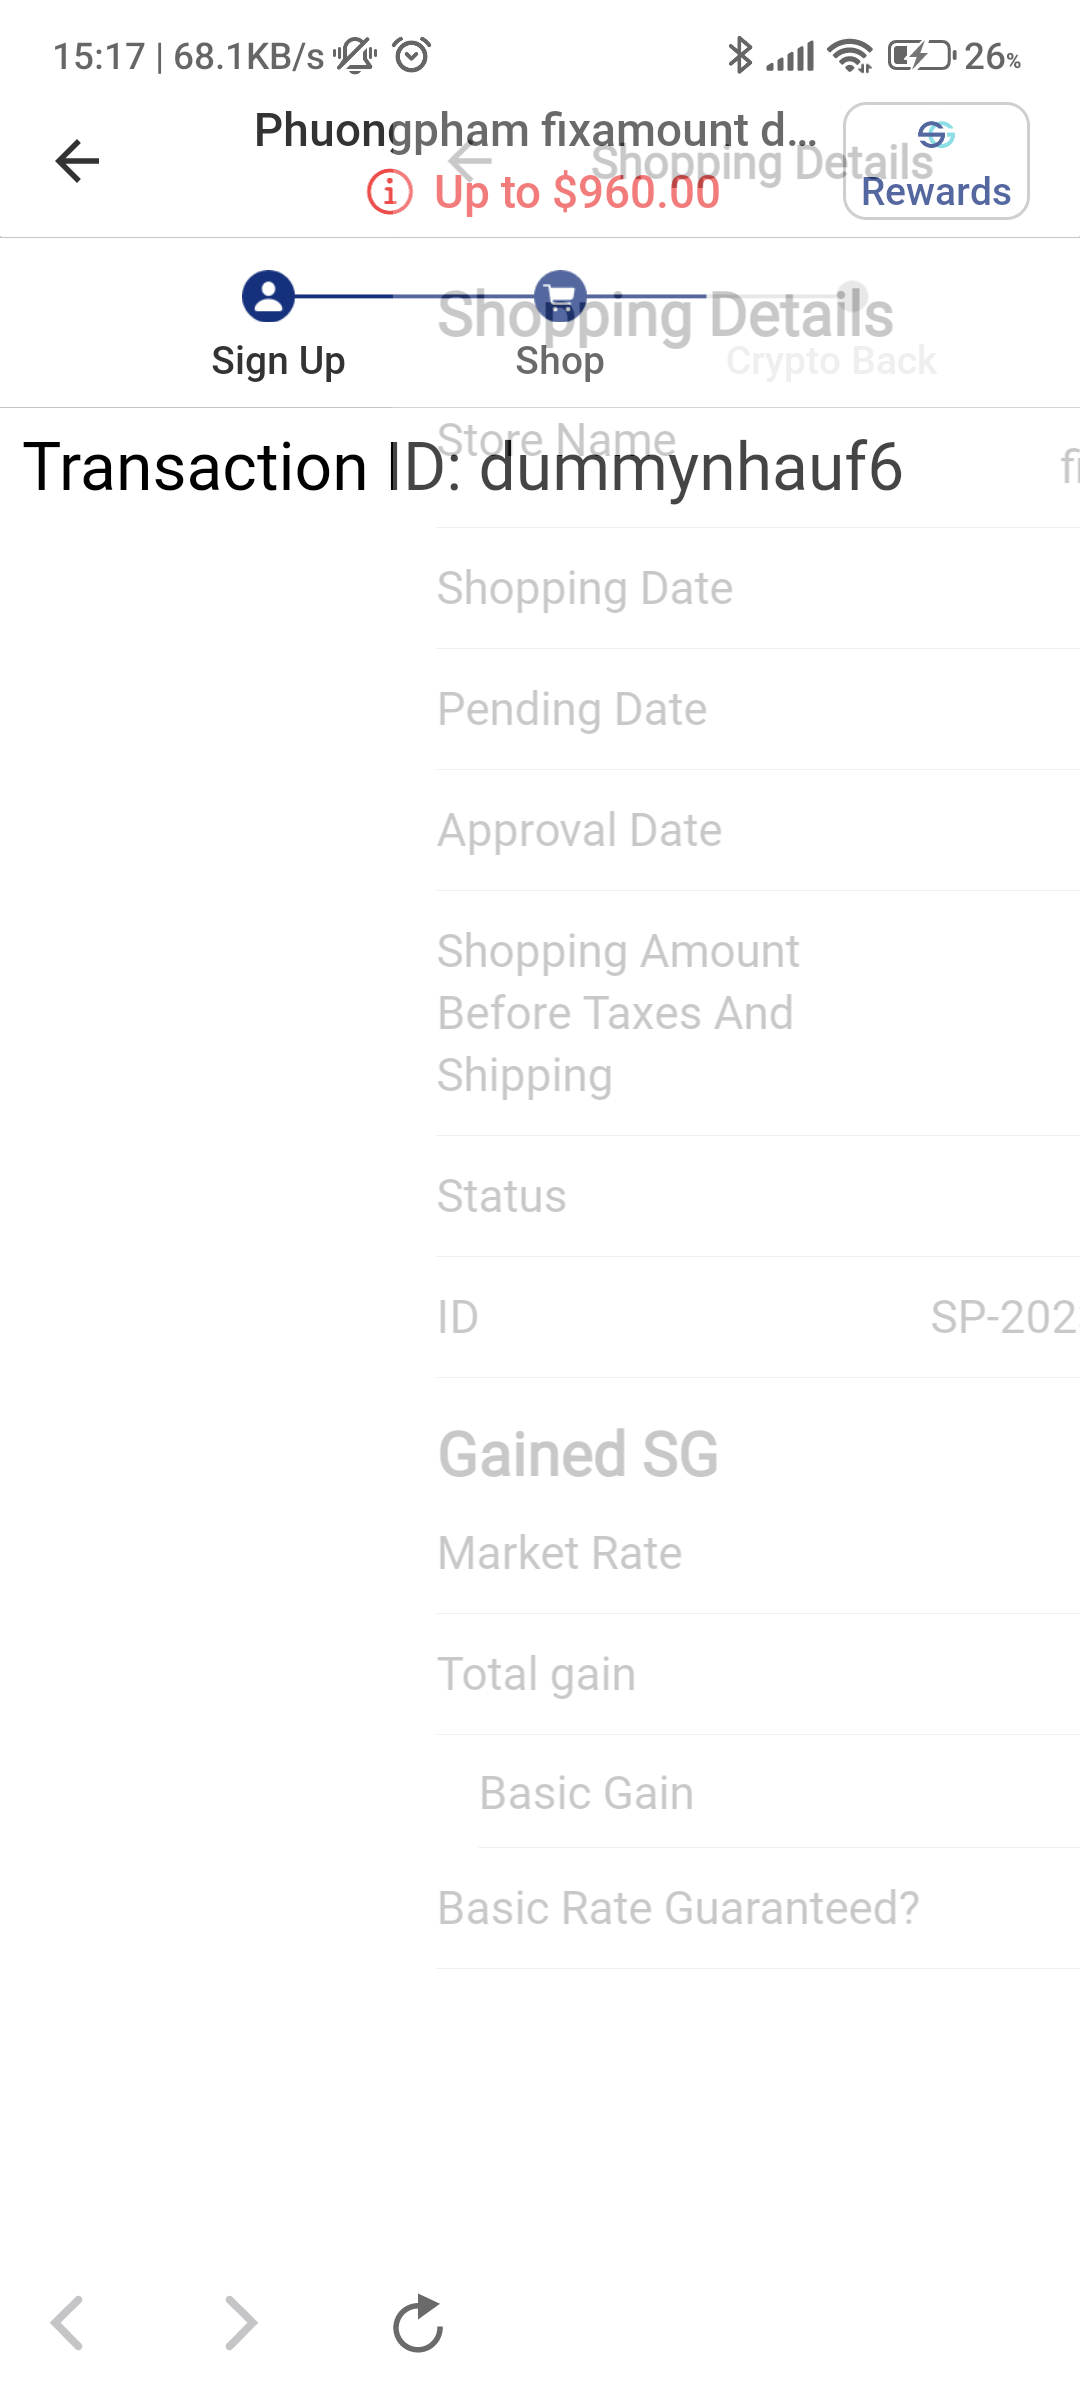 15:17 | 68.1KB/s 26%
Phuongpham fixamount d...
Shopping Details
Up to $960.00
Rewards
Shopping Details
Sign Up Shop Crypto Back
Store Name
Transaction ID: dummynhauf6
Shopping Date
Pending Date
Approval Date
Shopping Amount
Before Taxes And
Shipping
Status
ID SP-202
Gained SG
Market Rate
Total gain
Basic Gain
Basic Rate Guaranteed?